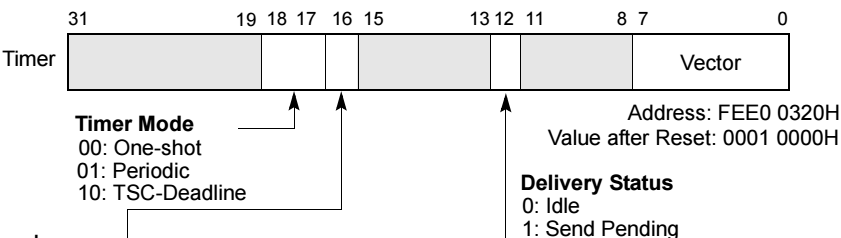 31 19 18 17 16 15 13 12 11 8 7 0
Timer Vector
Address: FEE0 0320H
Value after Reset: 0001 0000H
Timer Mode
00: One-shot
01: Periodic
10: TSC-Deadline
Delivery Status
0: Idle
1: Send Pending